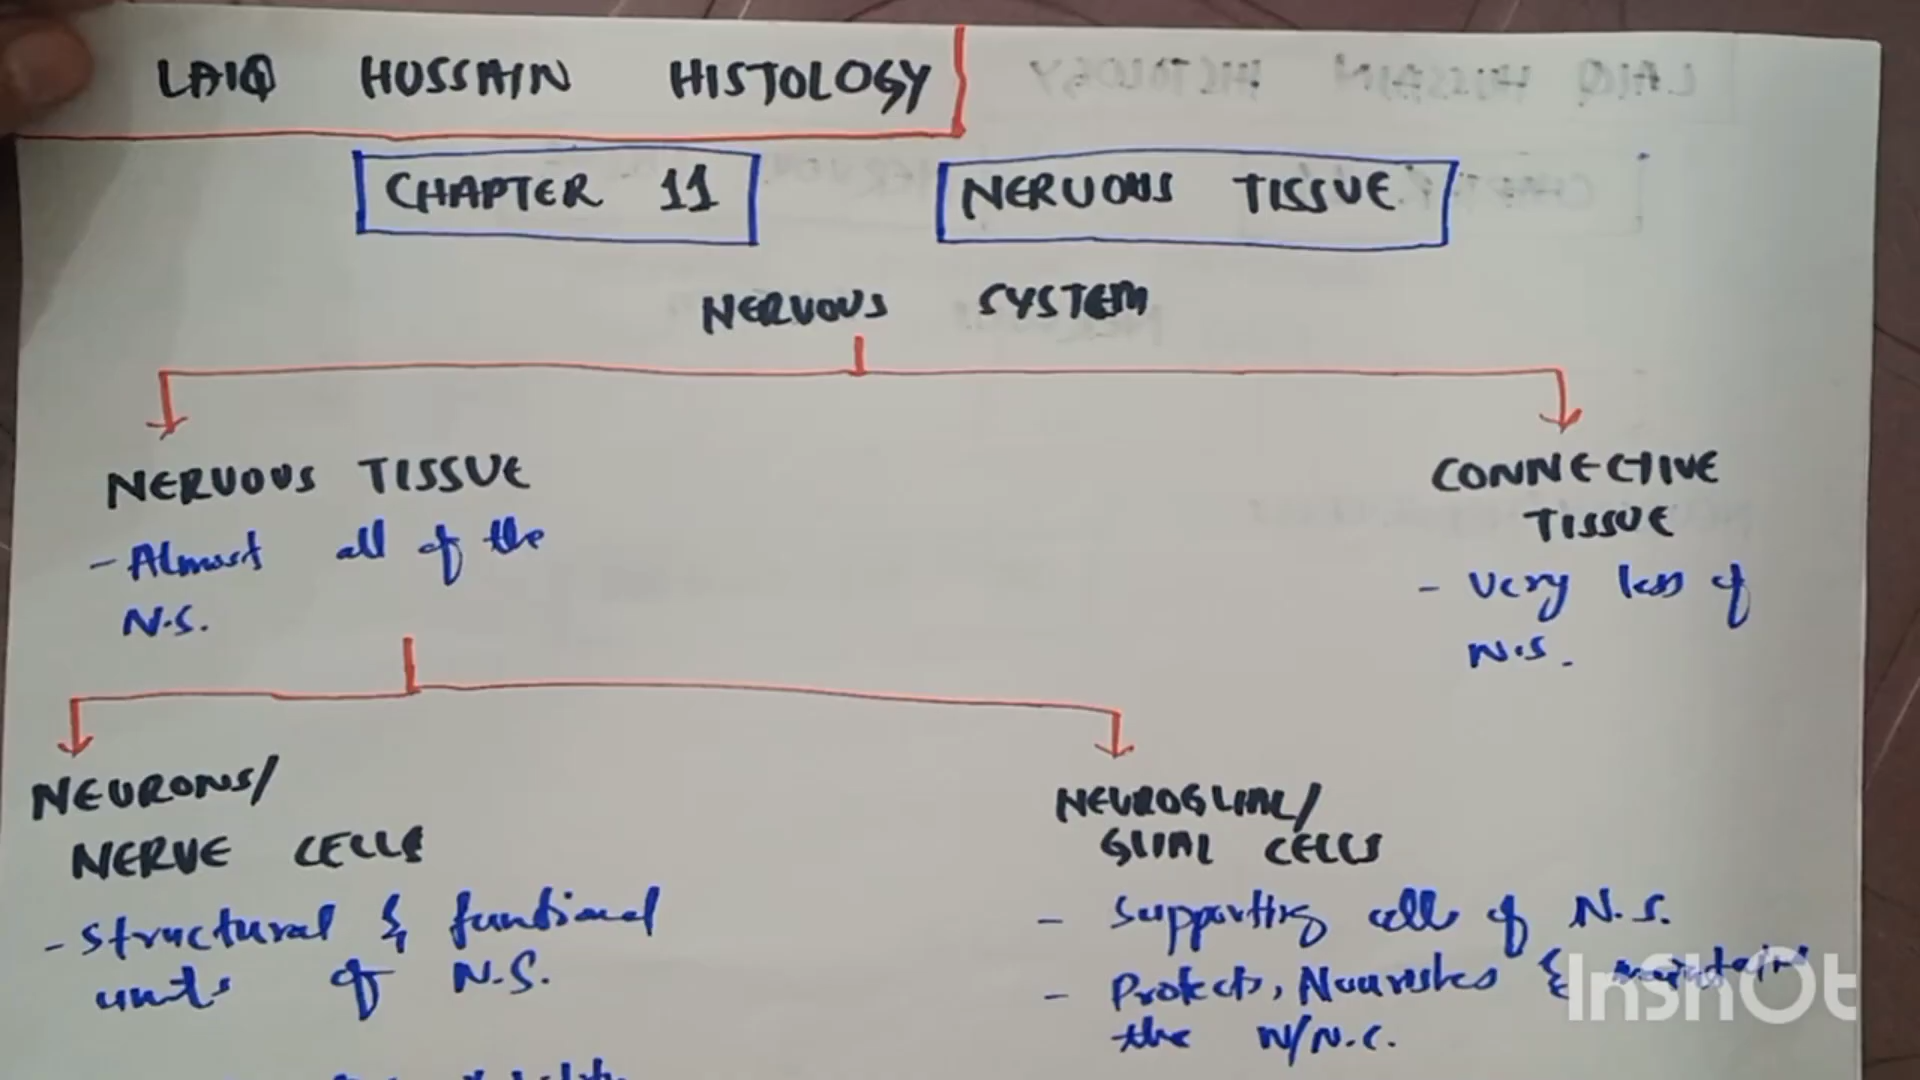 LAIQ HUSSAIN HISTOLOGY
CHAPTER 11 NERVOUS TISSUE
NERVOUS SYSTEM
NERVOUS TISSUE
- Almost all of the
N.S.
CONNECTIVE
TISSUE
- very less of
N.S.
NEURONS/
NERVE CELLS
- Structural & functional
units of N.S.
NEUROGLIAL/
GLIAL CELLS
- Supporting cells of N.S.
- Protects, Nourishes & maintain
the N/N.C.
InShOt